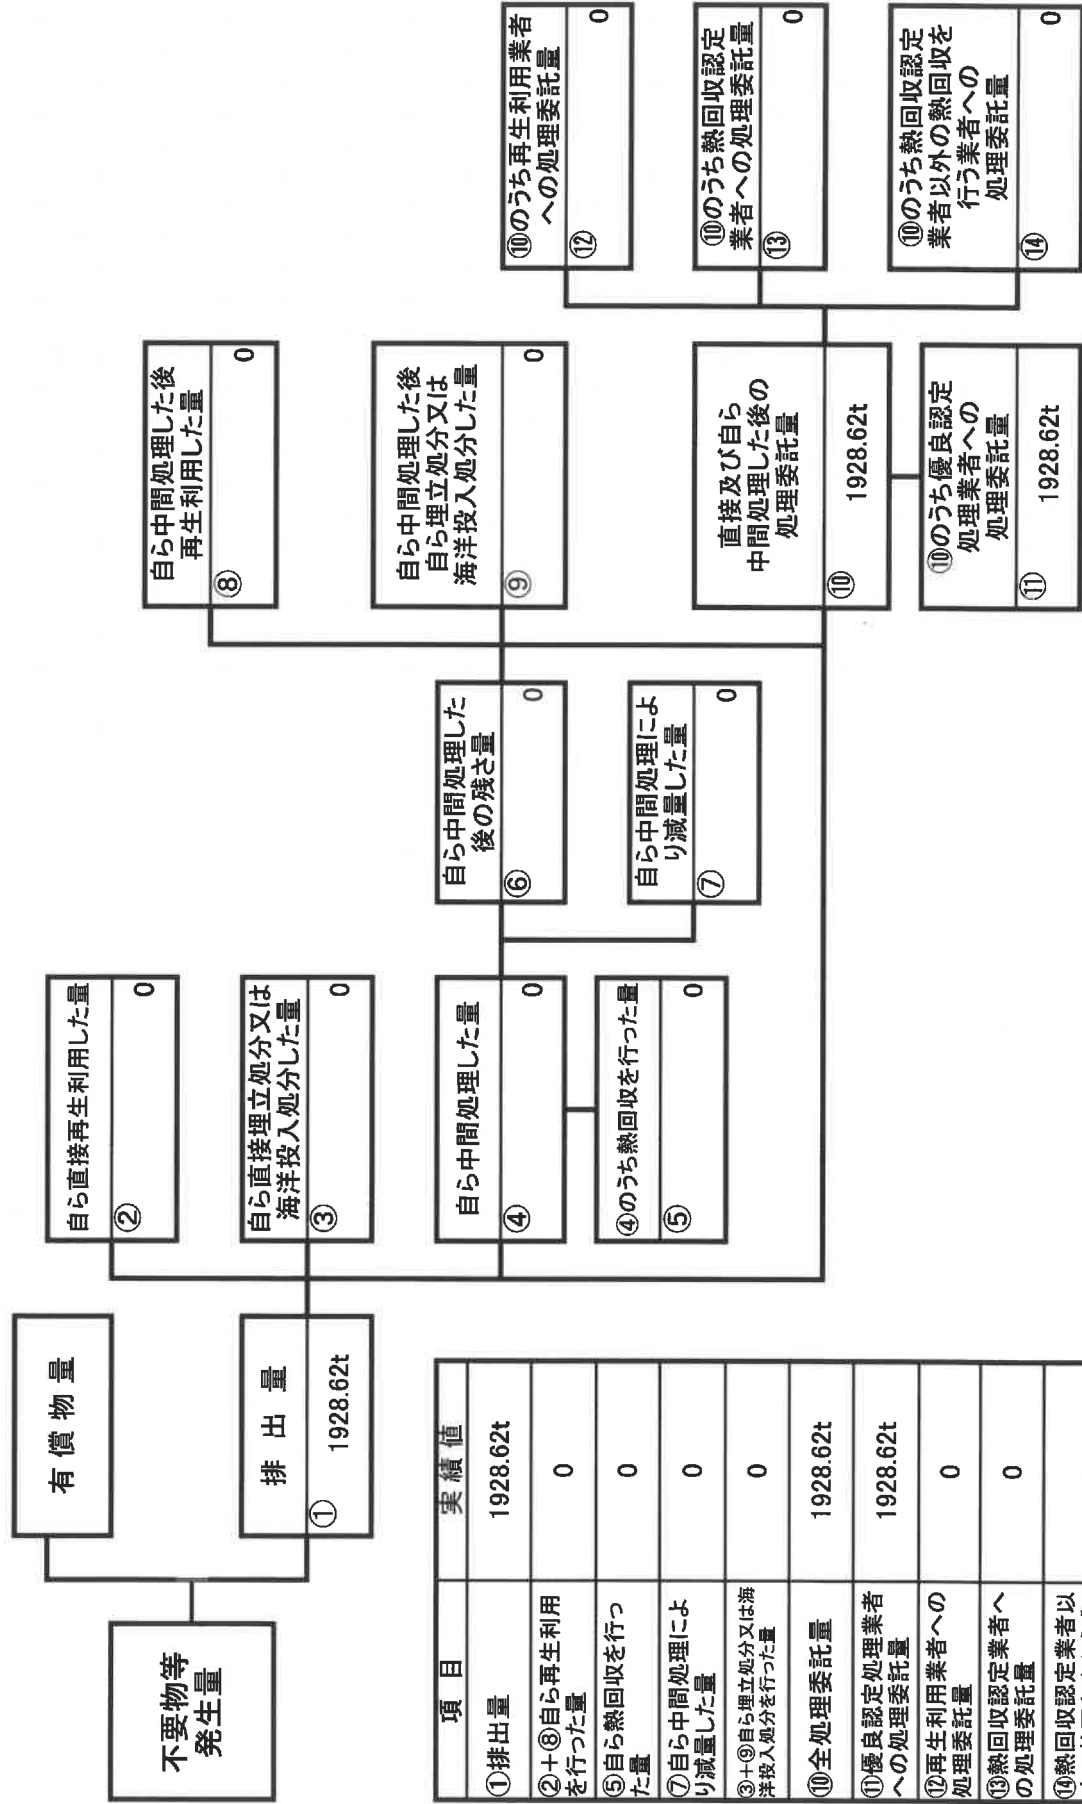 不要物等
発生量
有 償 物 量
排 出 量
①
1928.62t
自ら直接再生利用した量
②
0
自ら直接埋立処分又は
海洋投入処分した量
③
0
自ら中間処理した量
④
0
④のうち熱回収を行った量
⑤
0
自ら中間処理した
後の残さ量
⑥
0
自ら中間処理によ
り減量した量
⑦
0
自ら中間処理した後
再生利用した量
⑧
0
自ら中間処理した後
自ら埋立処分又は
海洋投入処分した量
⑨
0
直接及び自ら
中間処理した後の
処理委託量
⑩
1928.62t
⑩のうち優良認定
処理業者への
処理委託量
⑪
1928.62t
⑩のうち再生利用業者
への処理委託量
⑫
0
⑩のうち熱回収認定
業者への処理委託量
⑬
0
⑩のうち熱回収認定
業者以外の熱回収を
行う業者への
処理委託量
⑭
0
項 目
実 績 値
①排出量
1928.62t
②+⑧自ら再生利用
を行った量
0
⑤自ら熱回収を行っ
た量
0
⑦自ら中間処理によ
り減量した量
0
③+⑨自ら埋立処分又は海
洋投入処分を行った量
0
⑩全処理委託量
1928.62t
⑪優良認定処理業者
への処理委託量
1928.62t
⑫再生利用業者への
処理委託量
0
⑬熱回収認定業者へ
の処理委託量
0
⑭熱回収認定業者以